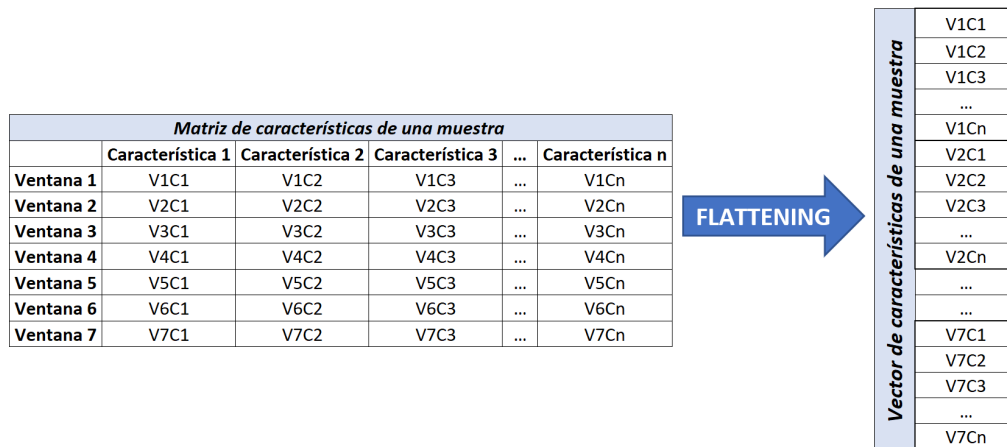 Matriz de características de una muestra
Característica 1 Característica 2 Característica 3 ... Característica n
Ventana 1 V1C1 V1C2 V1C3 ... V1Cn
Ventana 2 V2C1 V2C2 V2C3 ... V2Cn
Ventana 3 V3C1 V3C2 V3C3 ... V3Cn
Ventana 4 V4C1 V4C2 V4C3 ... V4Cn
Ventana 5 V5C1 V5C2 V5C3 ... V5Cn
Ventana 6 V6C1 V6C2 V6C3 ... V6Cn
Ventana 7 V7C1 V7C2 V7C3 ... V7Cn
FLATTENING
Vector de características de una muestra
V1C1
V1C2
V1C3
...
V1Cn
V2C1
V2C2
V2C3
...
V2Cn
...
...
V7C1
V7C2
V7C3
...
V7Cn